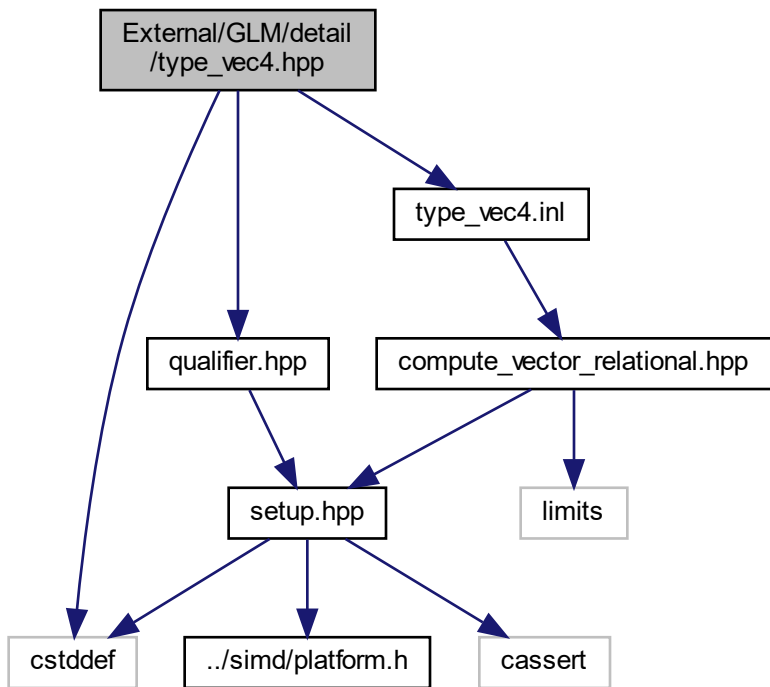 External/GLM/detail
/type_vec4.hpp
type_vec4.inl
qualifier.hpp
compute_vector_relational.hpp
setup.hpp
limits
cstddef
../simd/platform.h
cassert